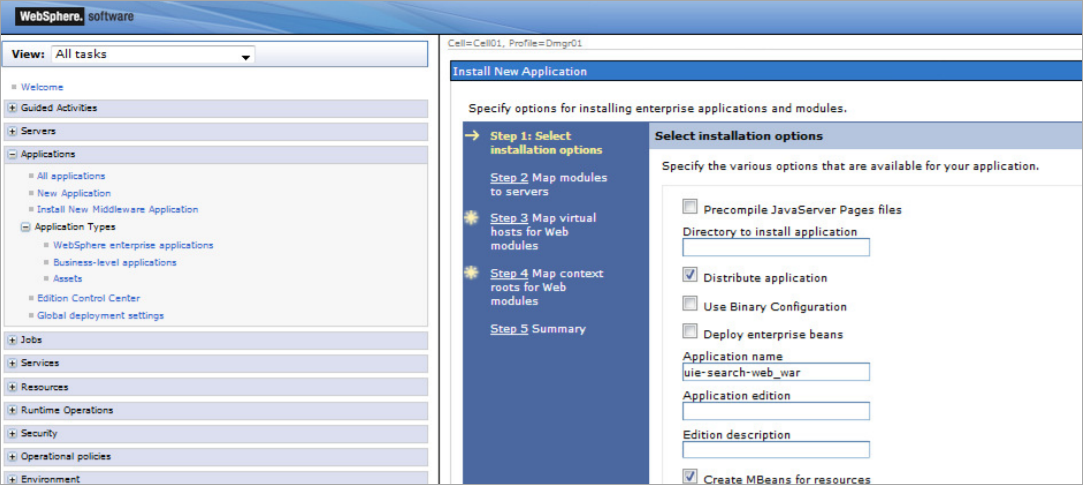 WebSphere. software
View: All tasks
Welcome
Guided Activities
Servers
Applications
All applications
New Application
Install New Middleware Application
Application Types
WebSphere enterprise applications
Business-level applications
Assets
Edition Control Center
Global deployment settings
Jobs
Services
Resources
Runtime Operations
Security
Operational policies
Environment
Cell=Cell01, Profile=Dmgr01
Install New Application
Specify options for installing enterprise applications and modules.
Step 1: Select
installation options
Step 2 Map modules
to servers
Step 3 Map virtual
hosts for Web
modules
Step 4 Map context
roots for Web
modules
Step 5 Summary
Select installation options
Specify the various options that are available for your application.
Precompile JavaServer Pages files
Directory to install application
Distribute application
Use Binary Configuration
Deploy enterprise beans
Application name
uie-search-web_war
Application edition
Edition description
Create MBeans for resources